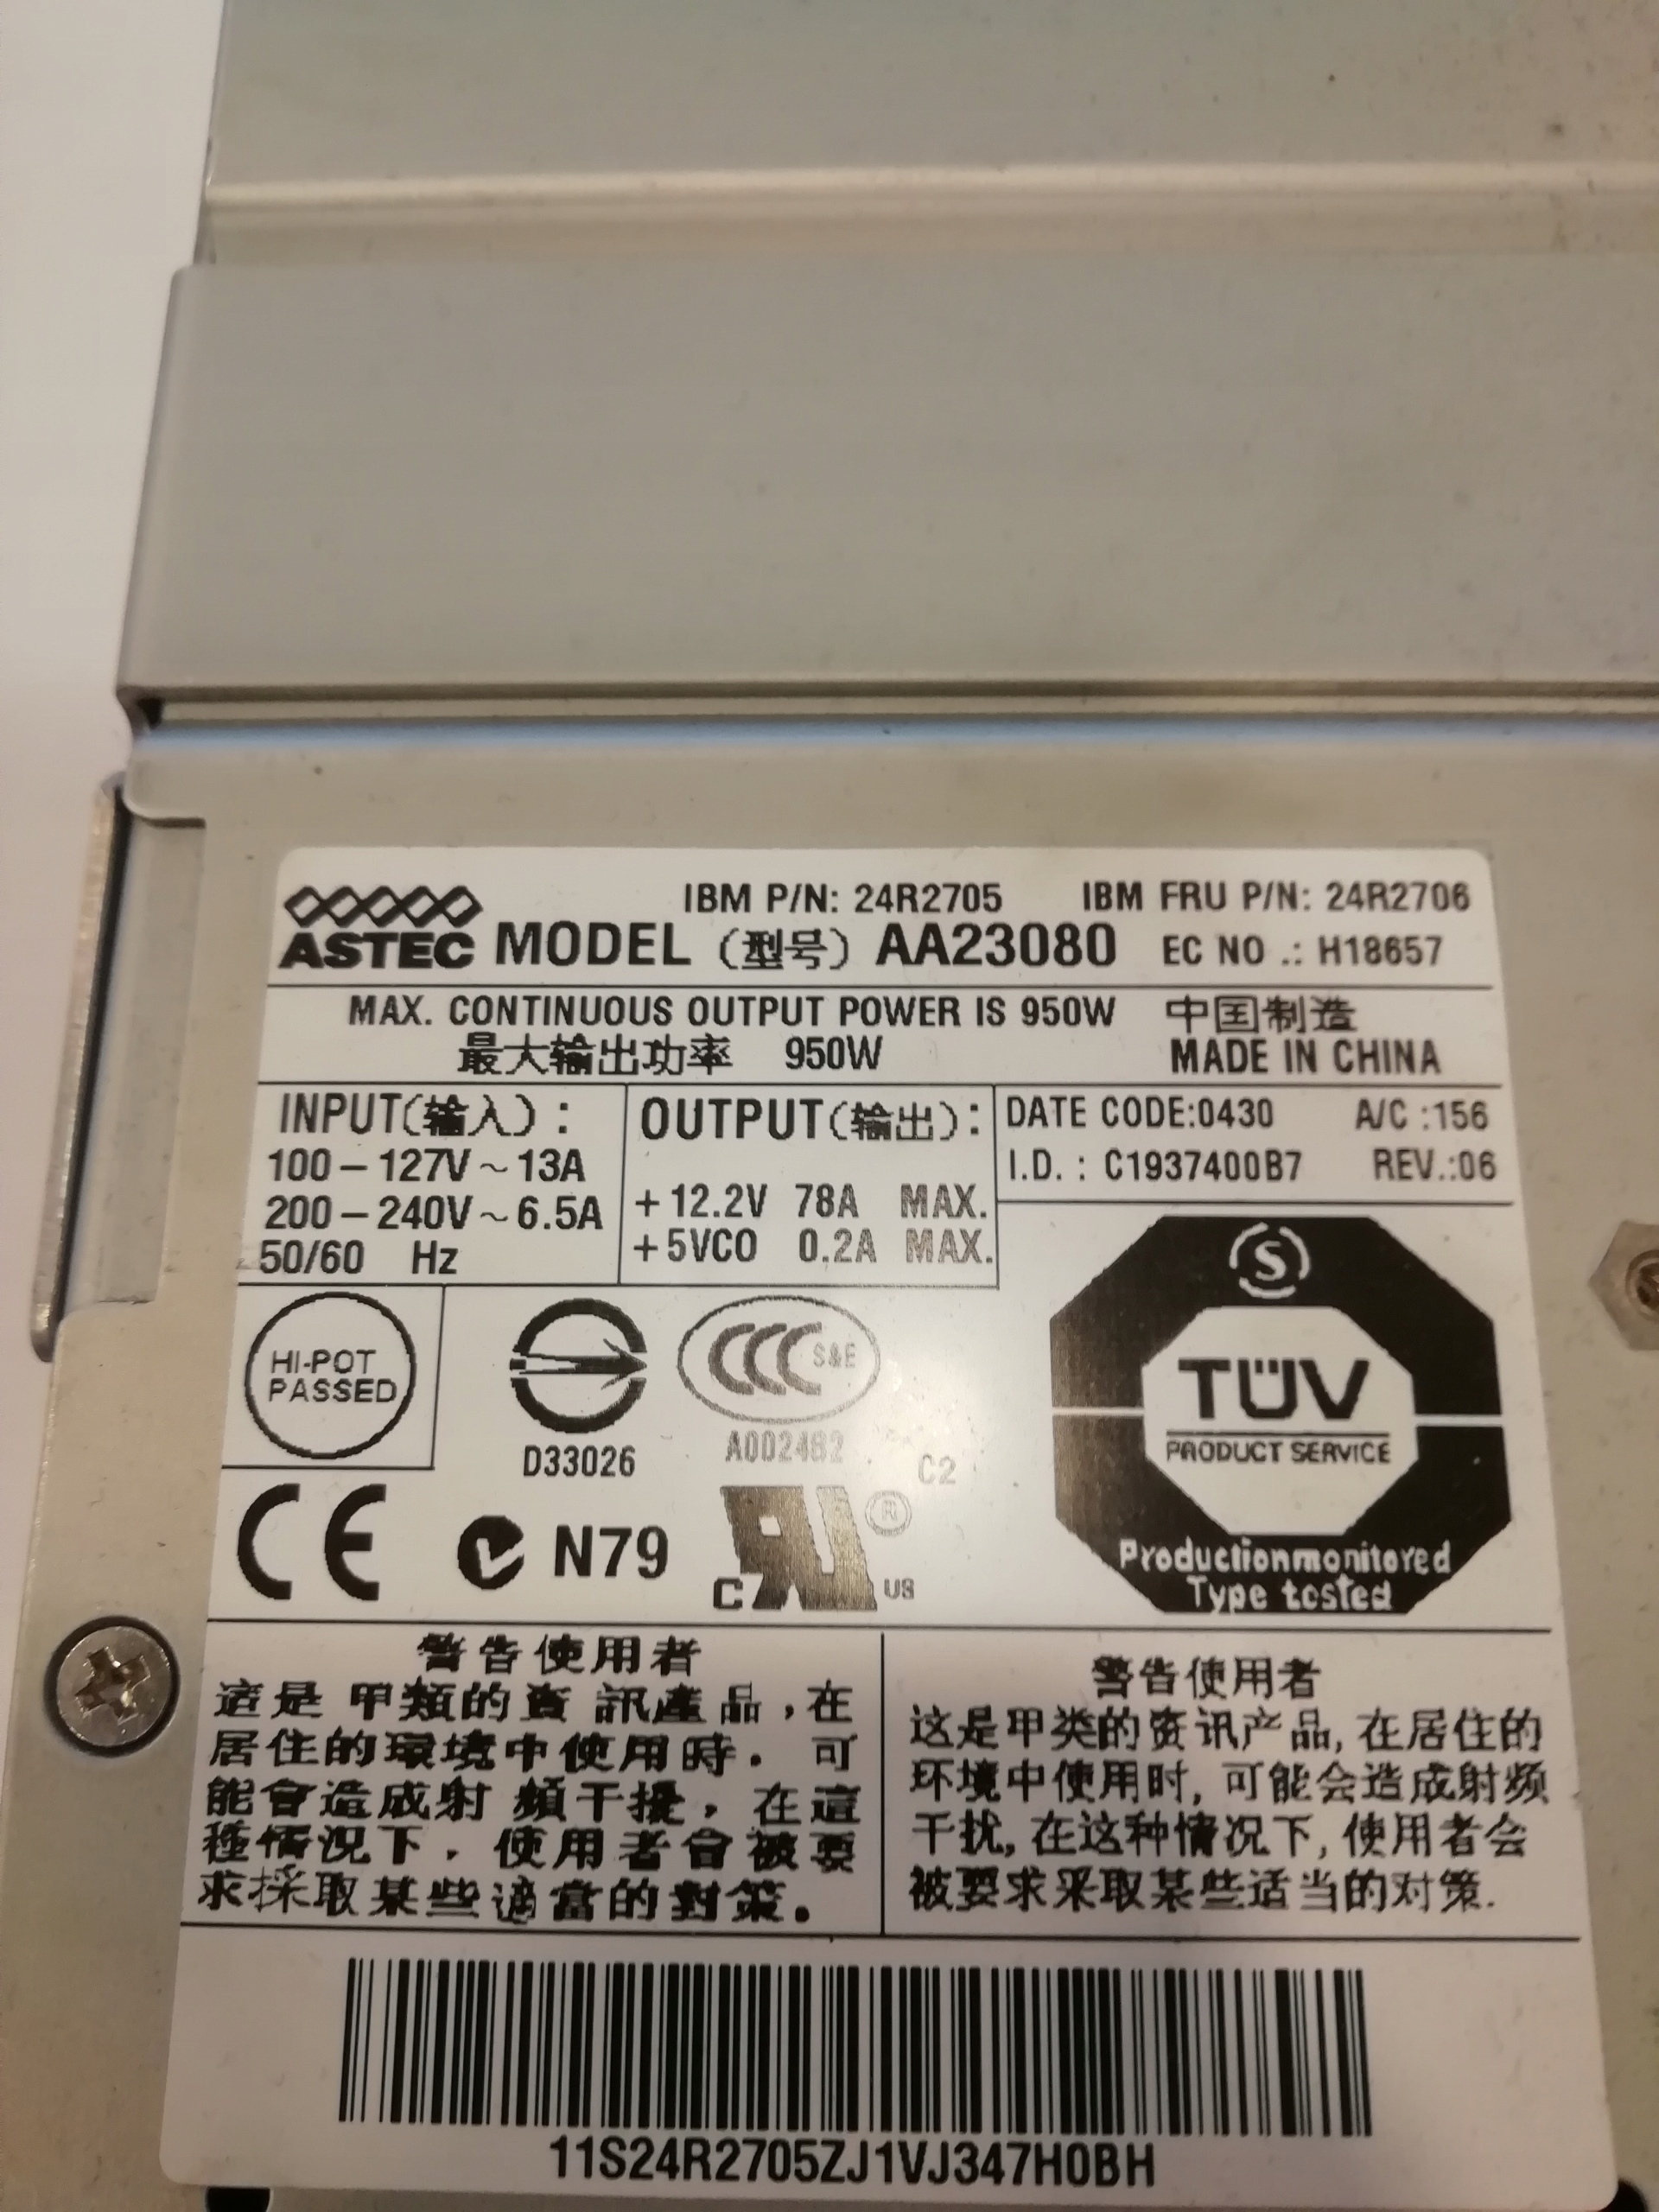 IBM P/N: 24R2705 IBM FRU P/N: 24R2706
ASTEC MODEL (型号) AA23080 EC NO .: H18657
MAX. CONTINUOUS OUTPUT POWER IS 950W 中国制造
最大输出功率 950W MADE IN CHINA
INPUT(输入):
100-127V~13A
200-240V~6.5A
50/60 Hz
OUTPUT(输出):
+12.2V 78A MAX.
+5VCO 0.2A MAX.
DATE CODE:0430 A/C :156
I.D. : C1937400B7 REV.:06
HI-POT
PASSED
D33026
CCC S&E
A002482
C2
S
TÜV
PRODUCT SERVICE
Production monitored
Type tested
CE
N79
C RU ® US
警告使用者
這是 甲類的資 訊產品,在
居住的環境中使用時. 可
能會造成射 頻干擾, 在這
種情况下, 使用者會被要
求採取某些適當的對策。
警告使用者
这是甲类的资讯产品,在居住的
环境中使用时,可能会造成射频
干扰,在这种情况下,使用者会
被要求采取某些适当的对策.
11S24R2705ZJ1VJ347H0BH